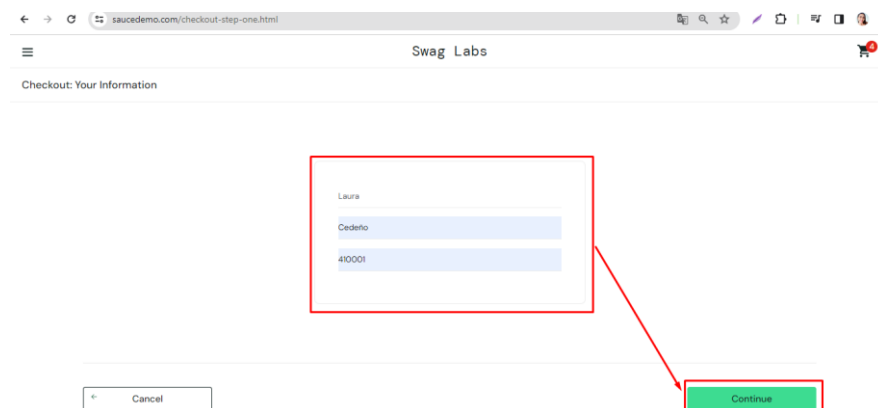 saucedemo.com/checkout-step-one.html
Swag Labs
4
Checkout: Your Information
Laura
Cedeño
410001
Cancel
Continue